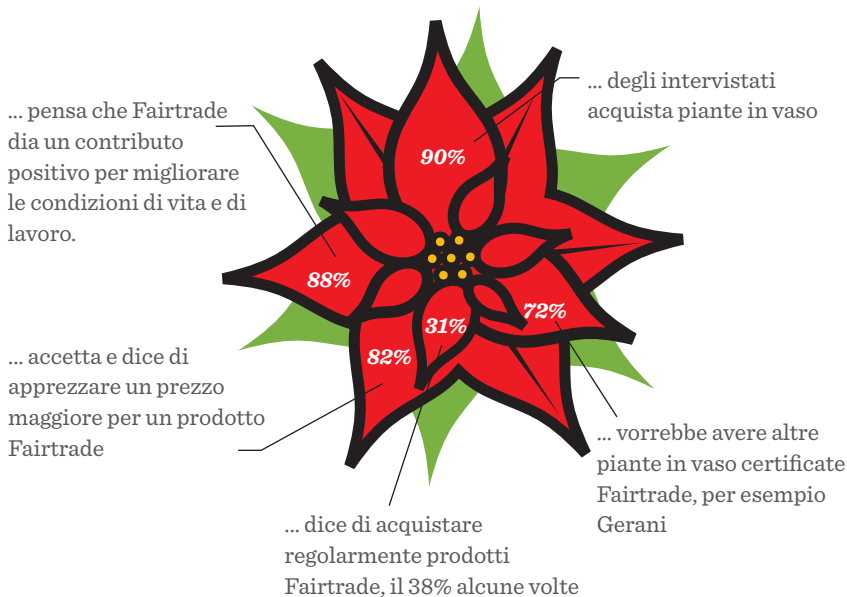 ... degli intervistati
acquista piante in vaso
90%
... pensa che Fairtrade
dia un contributo
positivo per migliorare
le condizioni di vita e di
lavoro.
88%
72%
31%
82%
... accetta e dice di
apprezzare un prezzo
maggiore per un prodotto
Fairtrade
... vorrebbe avere altre
piante in vaso certificate
Fairtrade, per esempio
Gerani
... dice di acquistare
regolarmente prodotti
Fairtrade, il 38% alcune volte